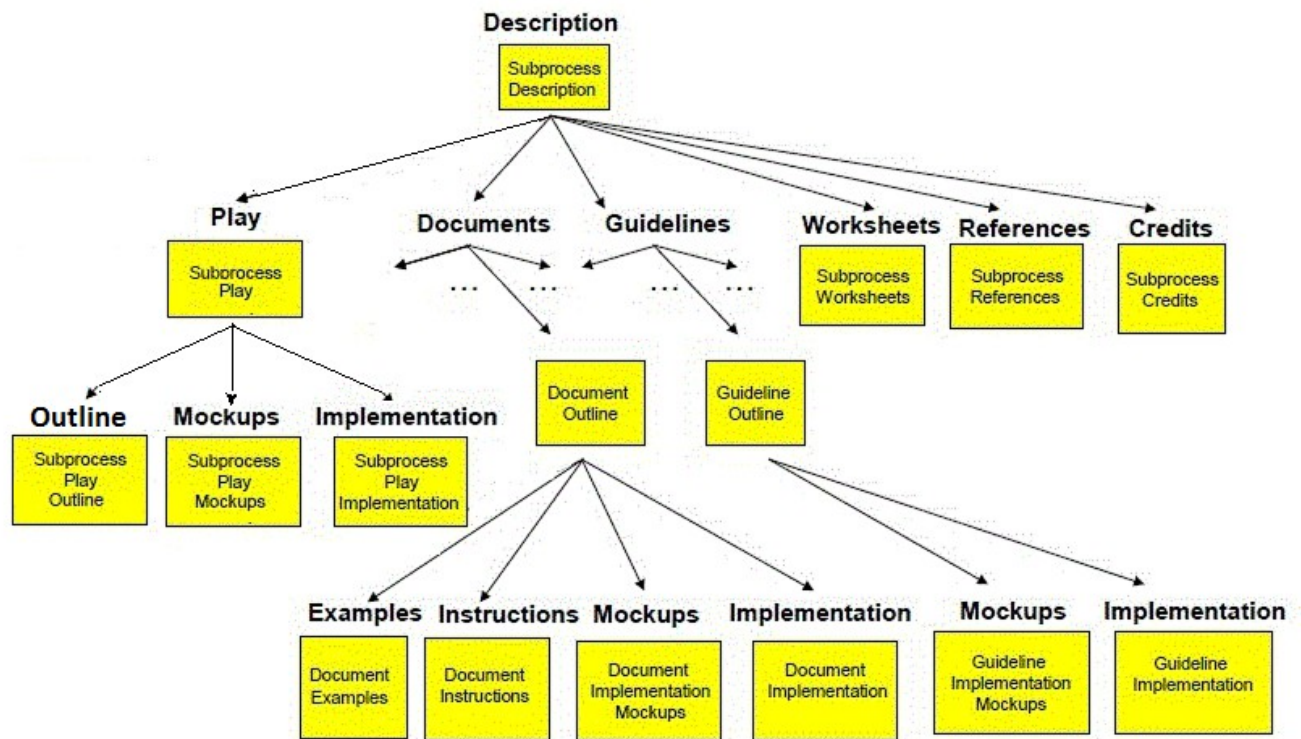 Description
Subprocess
Description
Play
Documents
Guidelines
Worksheets
References
Credits
Subprocess
Play
...
...
...
...
Subprocess
Worksheets
Subprocess
References
Subprocess
Credits
Document
Outline
Guideline
Outline
Outline
Mockups
Implementation
Subprocess
Play
Outline
Subprocess
Play
Mockups
Subprocess
Play
Implementation
Examples
Instructions
Mockups
Implementation
Mockups
Implementation
Document
Examples
Document
Instructions
Document
Implementation
Mockups
Document
Implementation
Guideline
Implementation
Mockups
Guideline
Implementation